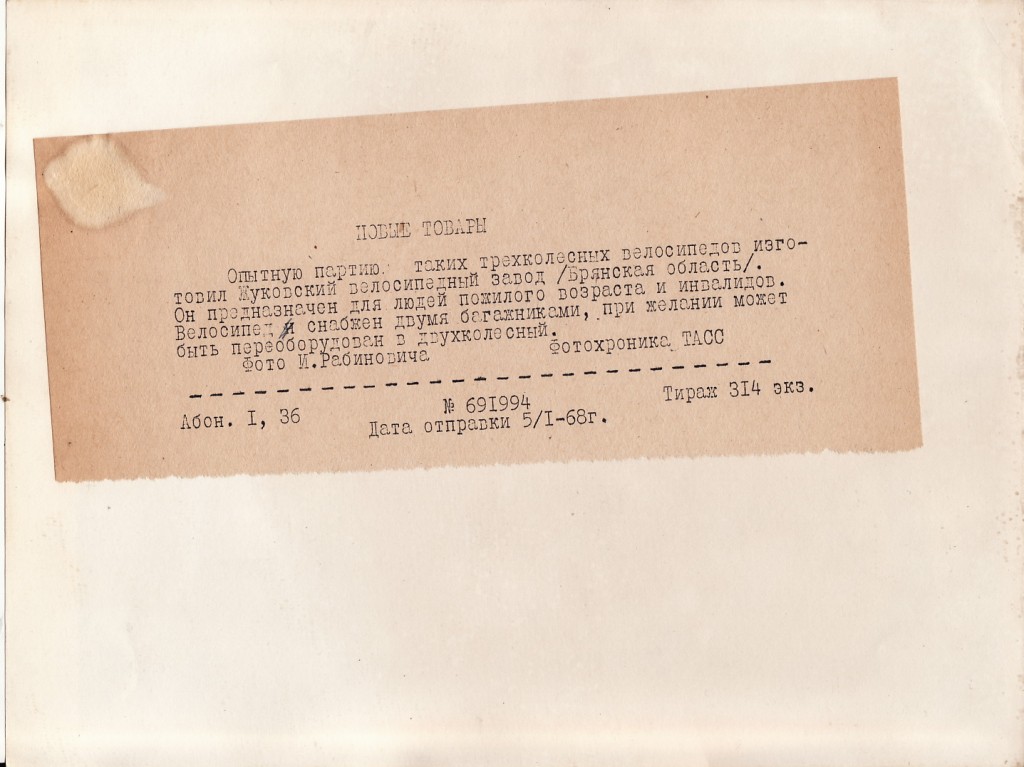 НОВЫЕ ТОВАРЫ
Опытную партию таких трехколесных велосипедов изго-
товил Жуковский велосипедный завод /Брянская область/.
Он предназначен для людей пожилого возраста и инвалидов.
Велосипед и снабжен двумя багажниками, при желании может
быть переоборудован в двухколесный.
Фото И.Рабиновича Фотохроника ТАСС
Абон. I, 36 № 691994 Тираж 314 экз.
Дата отправки 5/I-68г.